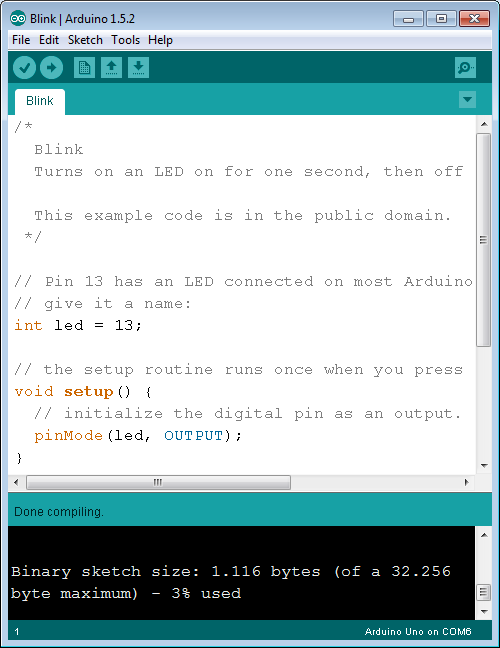 Blink | Arduino 1.5.2
File Edit Sketch Tools Help
Blink
/*
  Blink
  Turns on an LED on for one second, then off

  This example code is in the public domain.
 */

// Pin 13 has an LED connected on most Arduino
// give it a name:
int led = 13;

// the setup routine runs once when you press
void setup() {
  // initialize the digital pin as an output.
  pinMode(led, OUTPUT);
}
Done compiling.
Binary sketch size: 1.116 bytes (of a 32.256
byte maximum) - 3% used
1 Arduino Uno on COM6